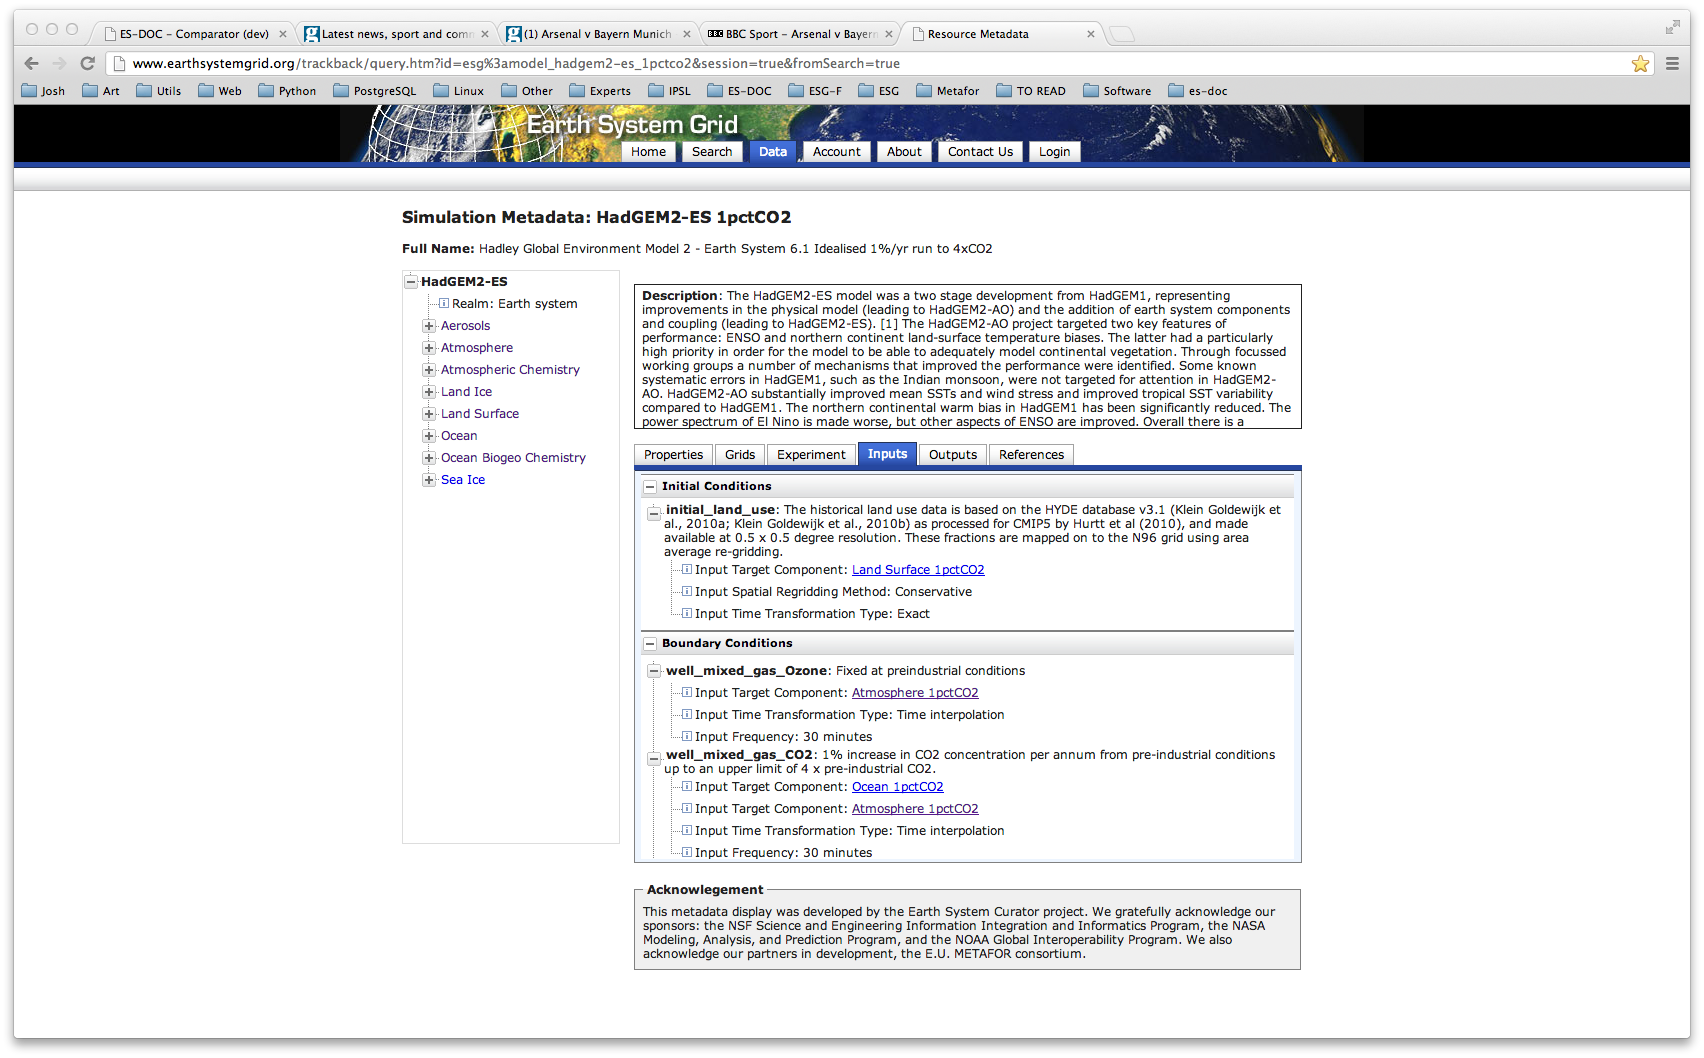 ES-DOC - Comparator (dev)
Latest news, sport and comm
(1) Arsenal v Bayern Munich
BBC BBC Sport - Arsenal v Bayern
Resource Metadata
www.earthsystemgrid.org/trackback/query.htm?id=esg%3amodel_hadgem2-es_1pctco2&session=true&fromSearch=true
Josh Art Utils Web Python PostgreSQL Linux Other Experts IPSL ES-DOC ESG-F ESG Metafor TO READ Software es-doc
Earth System Grid
Home Search Data Account About Contact Us Login
Simulation Metadata: HadGEM2-ES 1pctCO2
Full Name: Hadley Global Environment Model 2 - Earth System 6.1 Idealised 1%/yr run to 4xCO2
HadGEM2-ES
Realm: Earth system
Aerosols
Atmosphere
Atmospheric Chemistry
Land Ice
Land Surface
Ocean
Ocean Biogeo Chemistry
Sea Ice
Description: The HadGEM2-ES model was a two stage development from HadGEM1, representing
improvements in the physical model (leading to HadGEM2-AO) and the addition of earth system components
and coupling (leading to HadGEM2-ES). [1] The HadGEM2-AO project targeted two key features of
performance: ENSO and northern continent land-surface temperature biases. The latter had a particularly
high priority in order for the model to be able to adequately model continental vegetation. Through focussed
working groups a number of mechanisms that improved the performance were identified. Some known
systematic errors in HadGEM1, such as the Indian monsoon, were not targeted for attention in HadGEM2-
AO. HadGEM2-AO substantially improved mean SSTs and wind stress and improved tropical SST variability
compared to HadGEM1. The northern continental warm bias in HadGEM1 has been significantly reduced. The
power spectrum of El Nino is made worse, but other aspects of ENSO are improved. Overall there is a
Properties Grids Experiment Inputs Outputs References
Initial Conditions
initial_land_use: The historical land use data is based on the HYDE database v3.1 (Klein Goldewijk et
al., 2010a; Klein Goldewijk et al., 2010b) as processed for CMIP5 by Hurtt et al (2010), and made
available at 0.5 x 0.5 degree resolution. These fractions are mapped on to the N96 grid using area
average re-gridding.
Input Target Component: Land Surface 1pctCO2
Input Spatial Regridding Method: Conservative
Input Time Transformation Type: Exact
Boundary Conditions
well_mixed_gas_Ozone: Fixed at preindustrial conditions
Input Target Component: Atmosphere 1pctCO2
Input Time Transformation Type: Time interpolation
Input Frequency: 30 minutes
well_mixed_gas_CO2: 1% increase in CO2 concentration per annum from pre-industrial conditions
up to an upper limit of 4 x pre-industrial CO2.
Input Target Component: Ocean 1pctCO2
Input Target Component: Atmosphere 1pctCO2
Input Time Transformation Type: Time interpolation
Input Frequency: 30 minutes
Acknowlegement
This metadata display was developed by the Earth System Curator project. We gratefully acknowledge our
sponsors: the NSF Science and Engineering Information Integration and Informatics Program, the NASA
Modeling, Analysis, and Prediction Program, and the NOAA Global Interoperability Program. We also
acknowledge our partners in development, the E.U. METAFOR consortium.